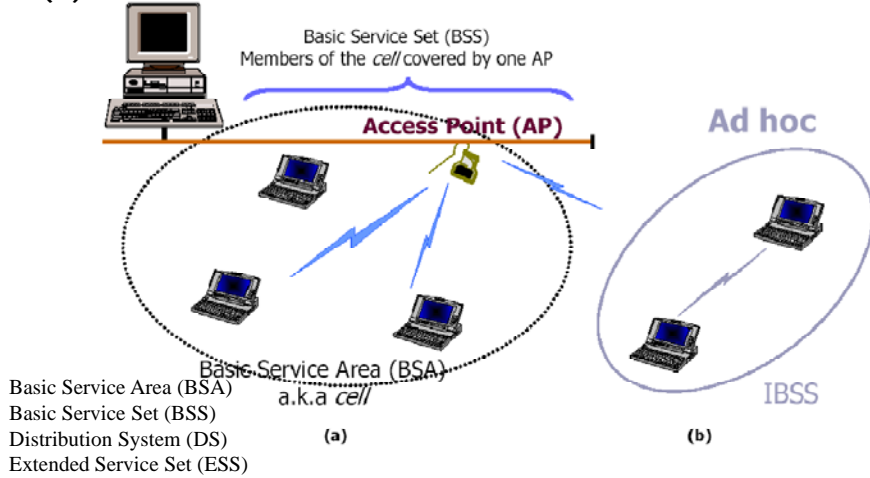 Basic Service Set (BSS)
Members of the cell covered by one AP
Access Point (AP)
Ad hoc
Basic Service Area (BSA)
a.k.a cell
IBSS
Basic Service Area (BSA)
Basic Service Set (BSS)
Distribution System (DS)
Extended Service Set (ESS)
(a)
(b)